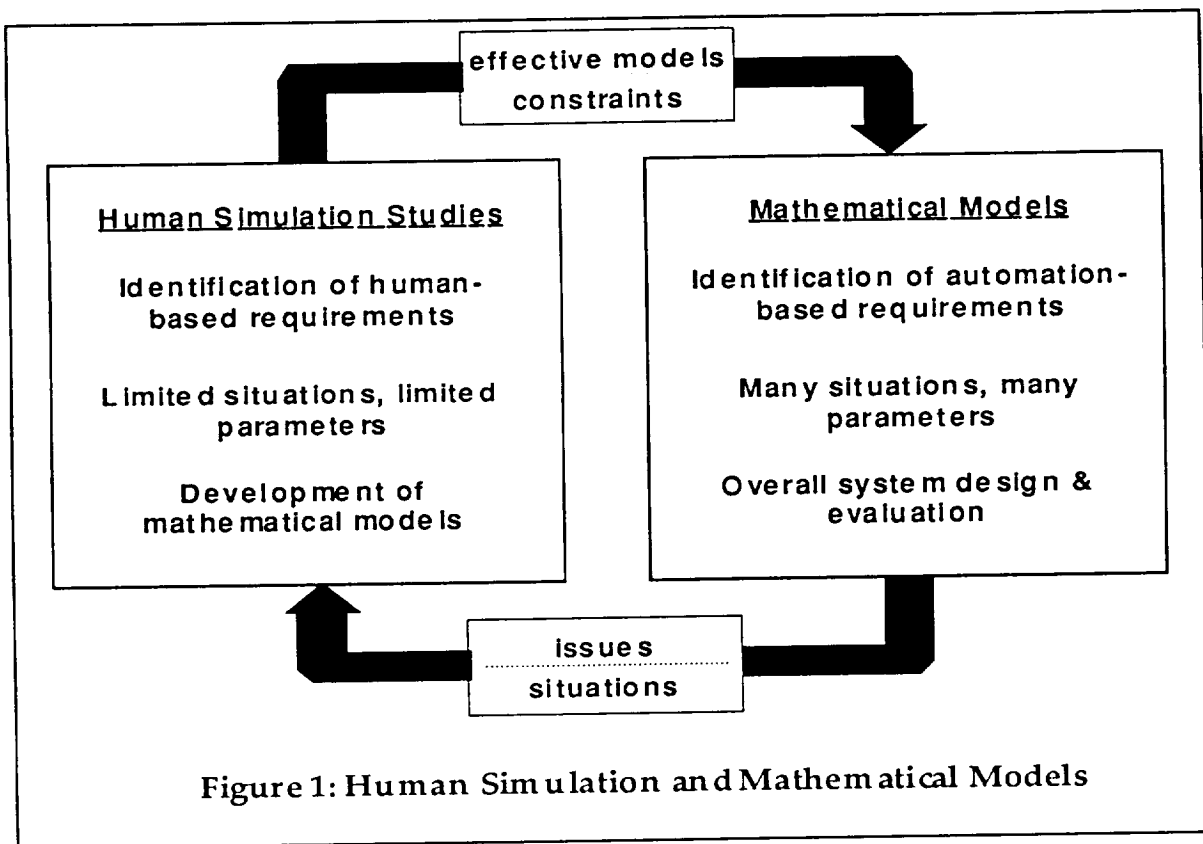 effective models
constraints
Human Simulation Studies
Identification of human-
based requirements
Limited situations, limited
parameters
Development of
mathematical models
Mathematical Models
Identification of automation-
based requirements
Many situations, many
parameters
Overall system design &
evaluation
issues
situations
Figure 1: Human Simulation and Mathematical Models